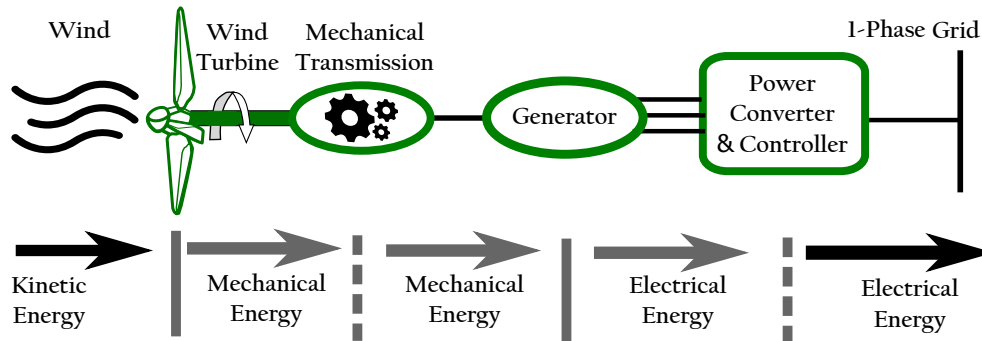 Wind
Wind
Turbine
Mechanical
Transmission
Generator
Power
Converter
& Controller
1-Phase Grid
Kinetic
Energy
Mechanical
Energy
Mechanical
Energy
Electrical
Energy
Electrical
Energy